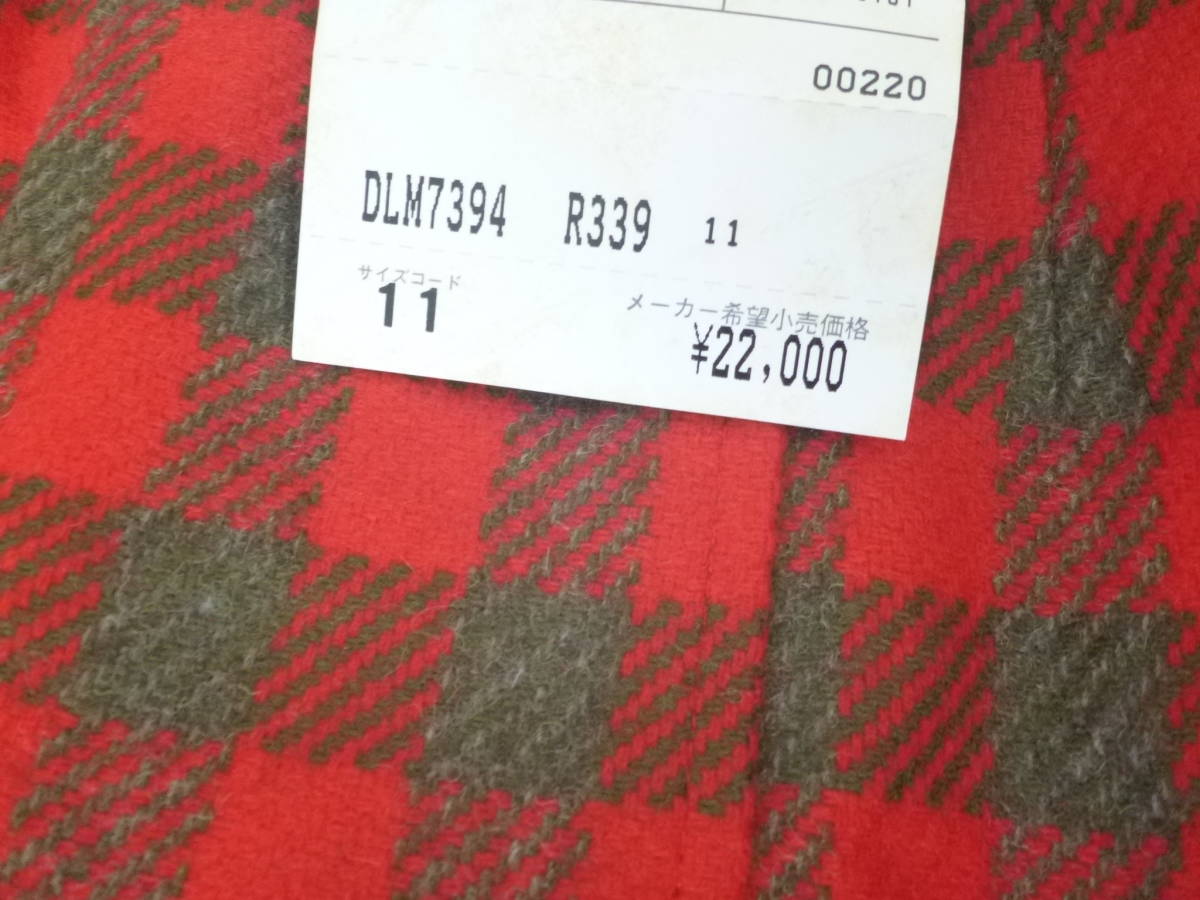 00220
DLM7394 R339 11
サイズコード
11
メーカー希望小売価格
¥22,000